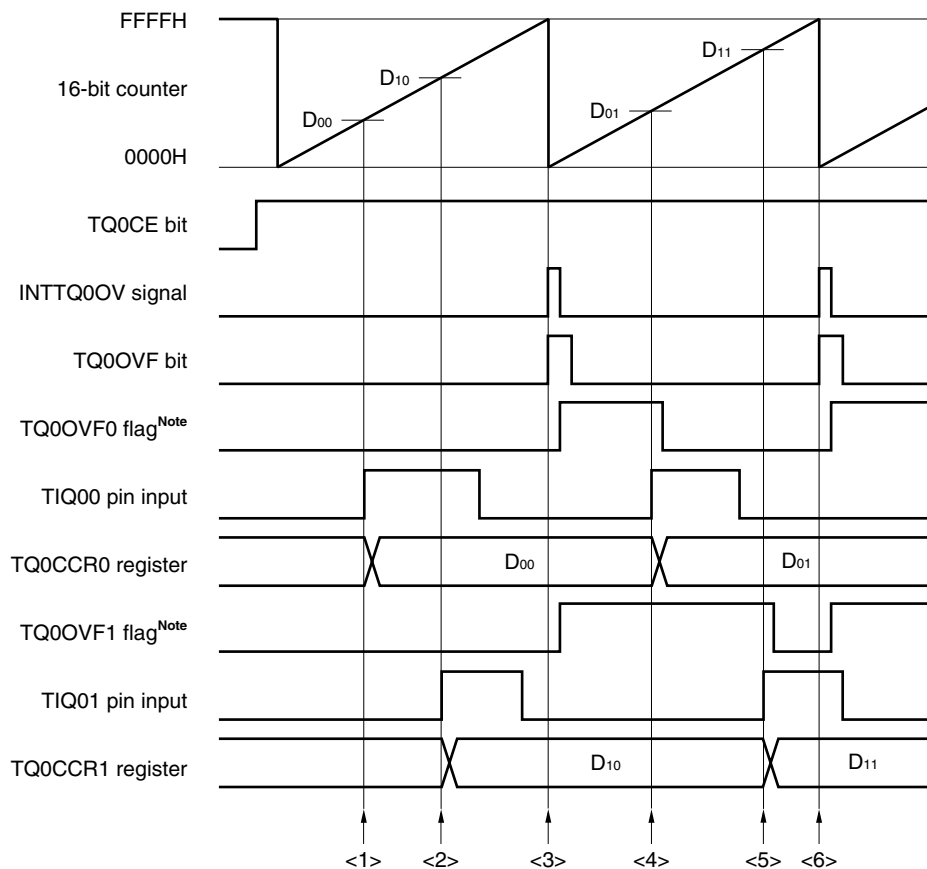 FFFFH
16-bit counter
0000H
D00
D10
D01
D11
TQ0CE bit
INTTQ0OV signal
TQ0OVF bit
TQ0OVF0 flagNote
TIQ00 pin input
TQ0CCR0 register
D00
D01
TQ0OVF1 flagNote
TIQ01 pin input
TQ0CCR1 register
D10
D11
<1> <2> <3> <4> <5> <6>